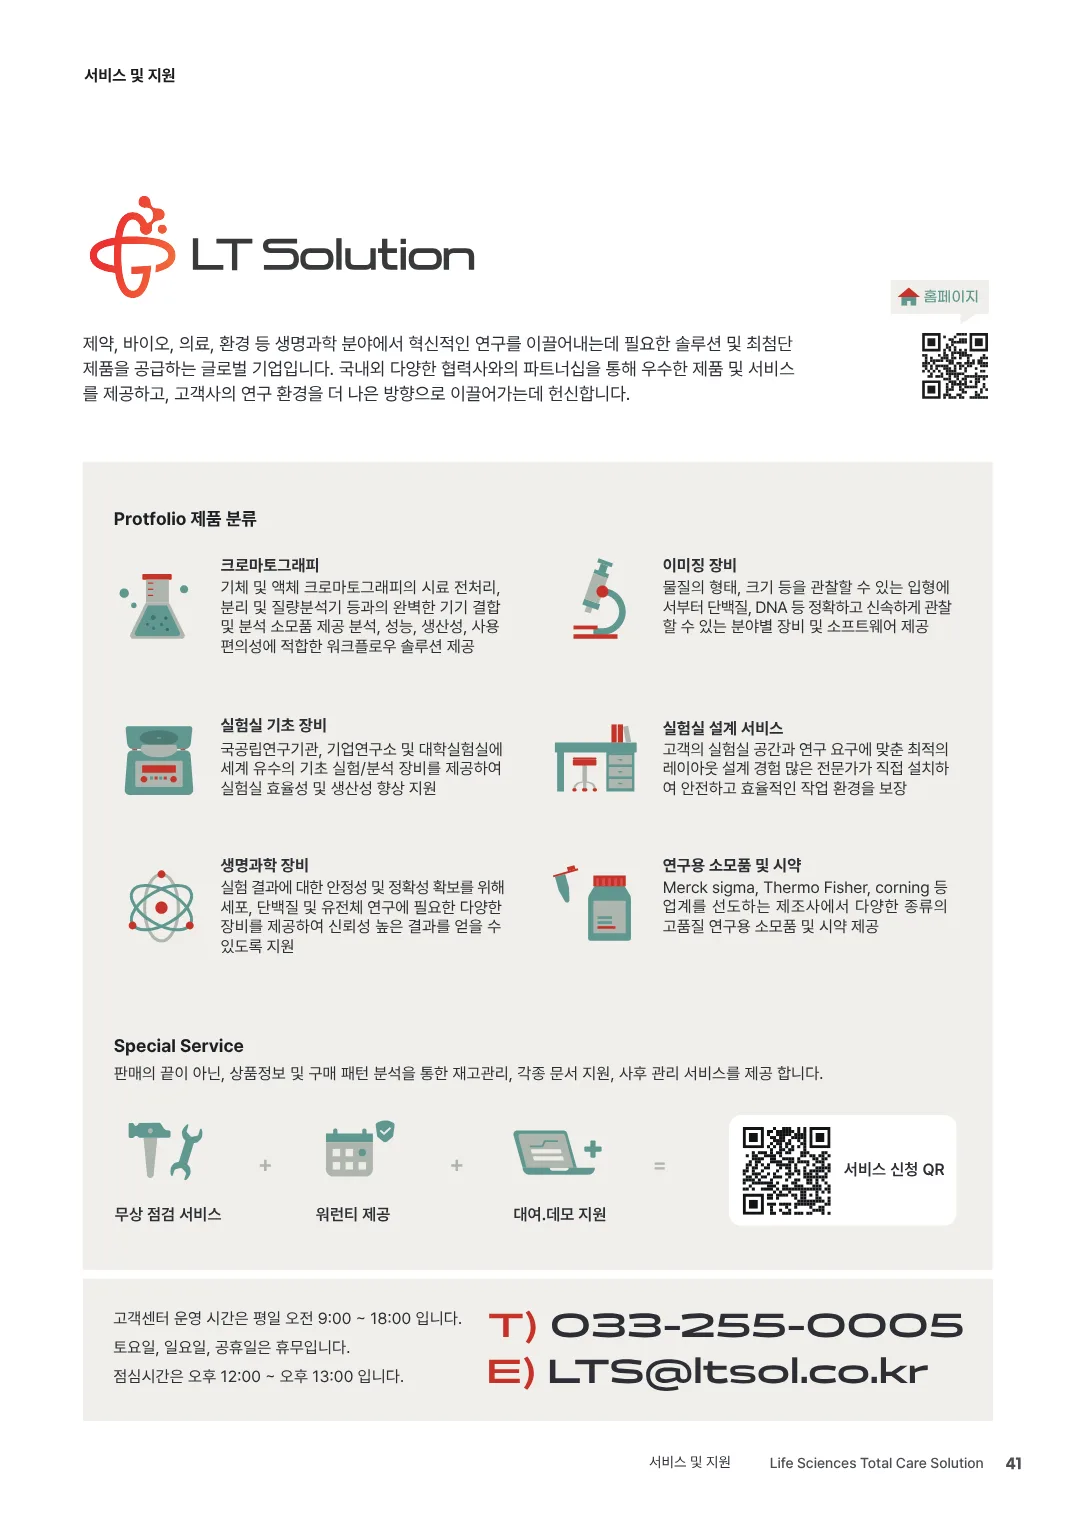 서비스 및 지원
LT Solution
홈페이지
제약, 바이오, 의료, 환경 등 생명과학 분야에서 혁신적인 연구를 이끌어내는데 필요한 솔루션 및 최첨단
제품을 공급하는 글로벌 기업입니다. 국내외 다양한 협력사와의 파트너십을 통해 우수한 제품 및 서비스
를 제공하고, 고객사의 연구 환경을 더 나은 방향으로 이끌어가는데 헌신합니다.
Protfolio 제품 분류
크로마토그래피
기체 및 액체 크로마토그래피의 시료 전처리,
분리 및 질량분석기 등과의 완벽한 기기 결합
및 분석 소모품 제공 분석, 성능, 생산성, 사용
편의성에 적합한 워크플로우 솔루션 제공
이미징 장비
물질의 형태, 크기 등을 관찰할 수 있는 입형에
서부터 단백질, DNA 등 정확하고 신속하게 관찰
할 수 있는 분야별 장비 및 소프트웨어 제공
실험실 기초 장비
국공립연구기관, 기업연구소 및 대학실험실에
세계 유수의 기초 실험/분석 장비를 제공하여
실험실 효율성 및 생산성 향상 지원
실험실 설계 서비스
고객의 실험실 공간과 연구 요구에 맞춘 최적의
레이아웃 설계 경험 많은 전문가가 직접 설치하
여 안전하고 효율적인 작업 환경을 보장
생명과학 장비
실험 결과에 대한 안정성 및 정확성 확보를 위해
세포, 단백질 및 유전체 연구에 필요한 다양한
장비를 제공하여 신뢰성 높은 결과를 얻을 수
있도록 지원
연구용 소모품 및 시약
Merck sigma, Thermo Fisher, corning 등
업계를 선도하는 제조사에서 다양한 종류의
고품질 연구용 소모품 및 시약 제공
Special Service
판매의 끝이 아닌, 상품정보 및 구매 패턴 분석을 통한 재고관리, 각종 문서 지원, 사후 관리 서비스를 제공 합니다.
+ + =
무상 점검 서비스
워런티 제공
대여.데모 지원
서비스 신청 QR
고객센터 운영 시간은 평일 오전 9:00 ~ 18:00 입니다.
토요일, 일요일, 공휴일은 휴무입니다.
점심시간은 오후 12:00 ~ 오후 13:00 입니다.
T) 033-255-0005
E) LTS@ltsol.co.kr
서비스 및 지원 Life Sciences Total Care Solution 41